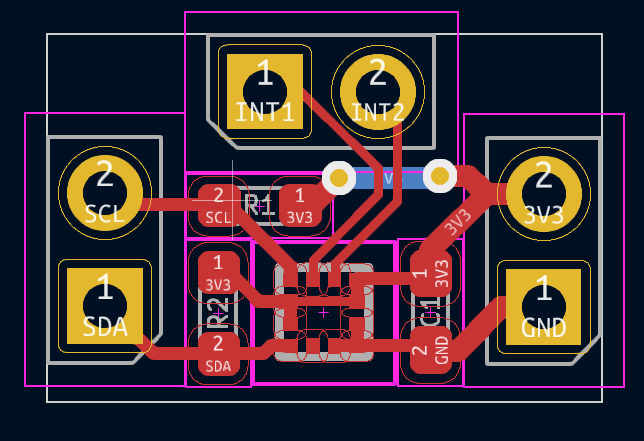 1 2
INT1 INT2
2 SCL
2 SCL
R1
1 3V3
V
2 3V3
3V3
1 SDA
1 3V3
R2
2 SDA
1 3V3
C1
2 GND
1 GND